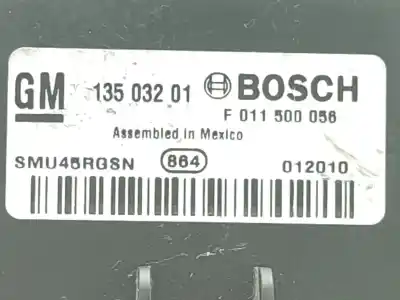 GM 135 032 01 BOSCH
F 011 500 056
Assembled in Mexico
SMU45RGSN 864 012010